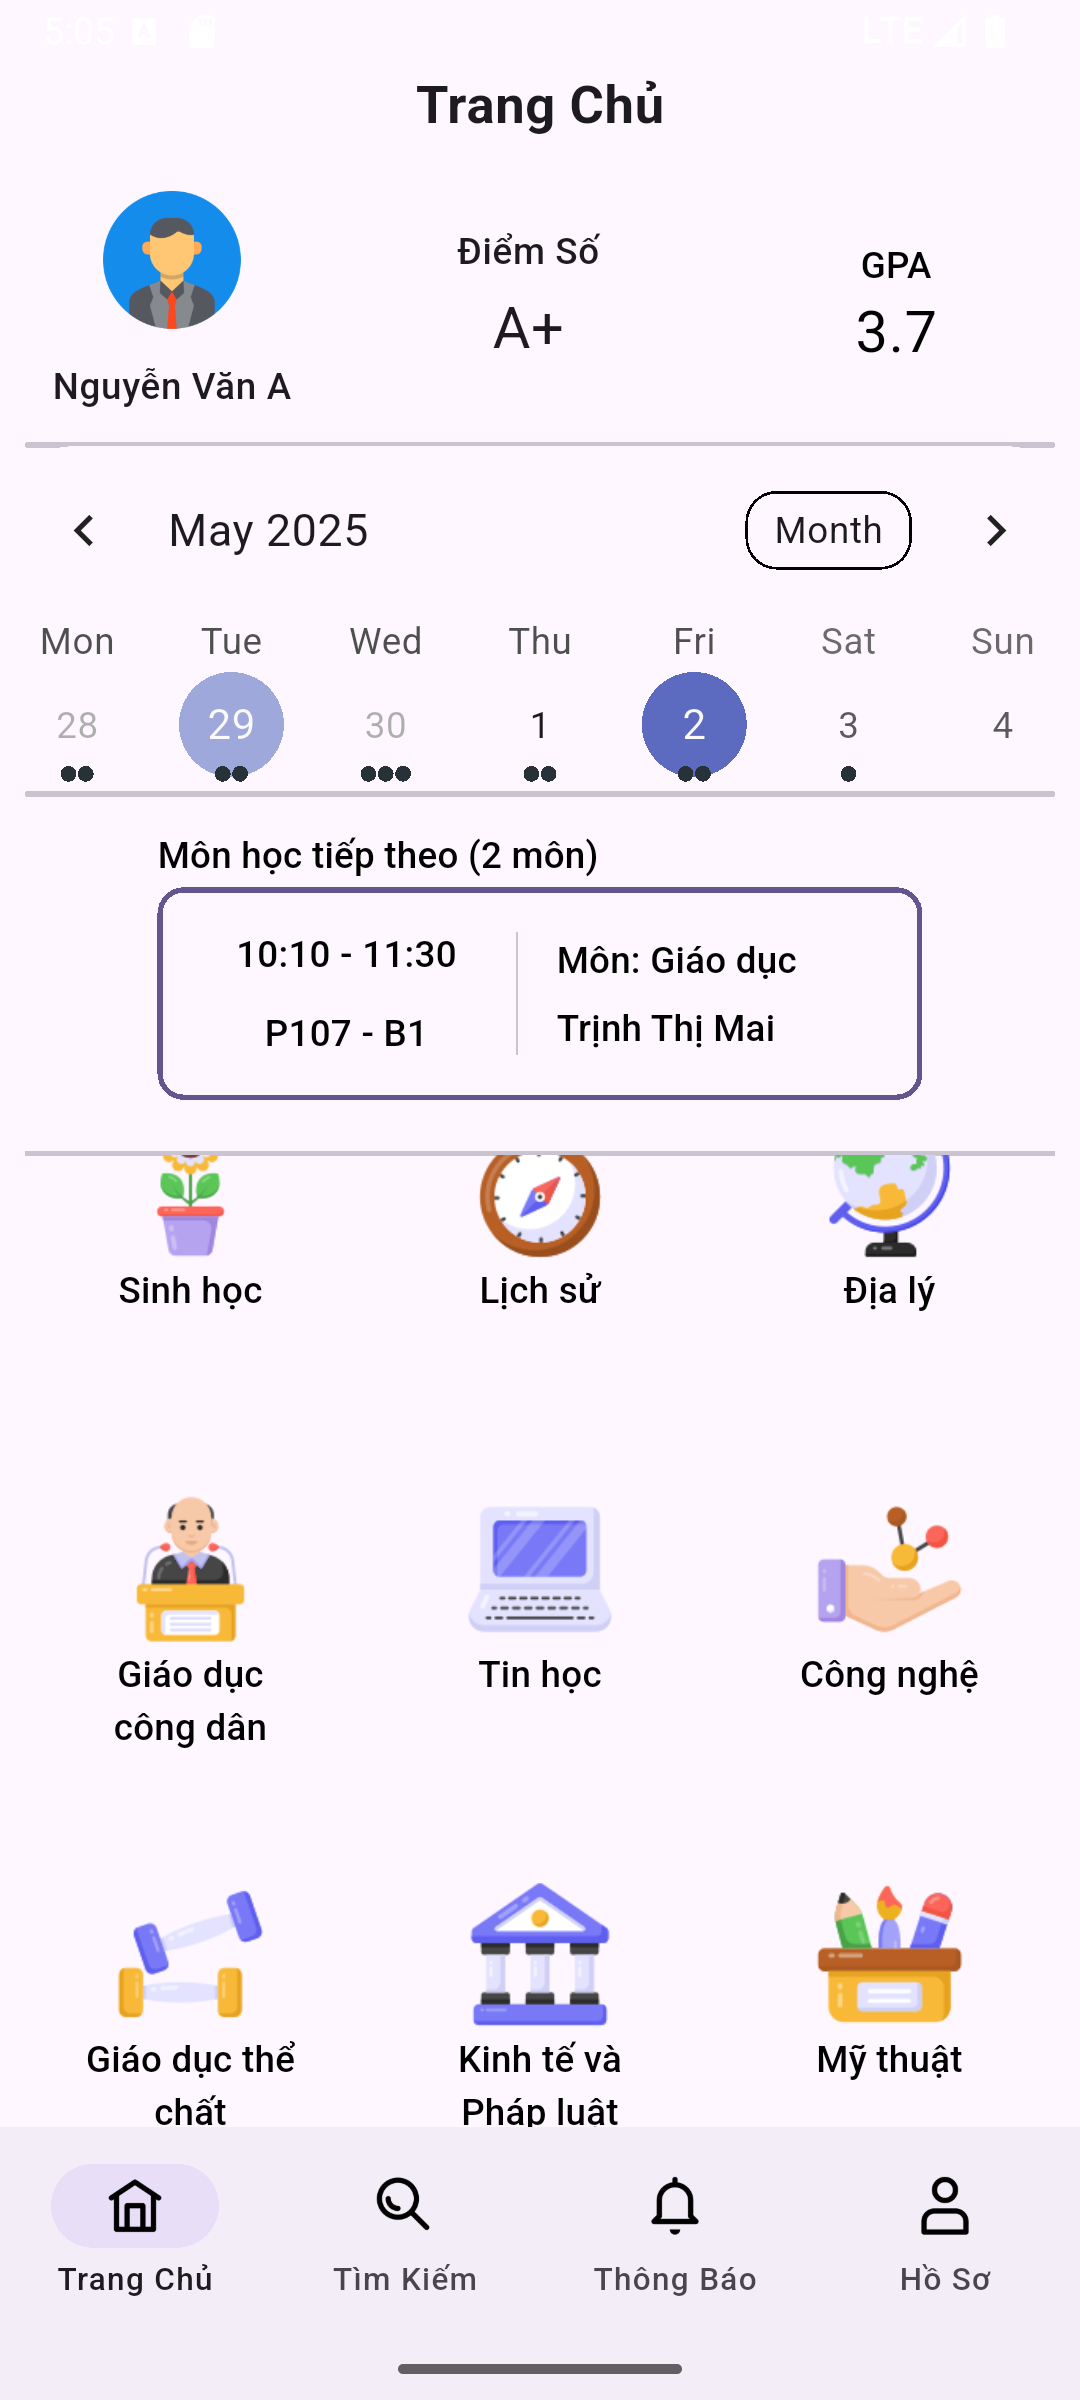 5:05 A LTE
Trang Chủ
Điểm Số
GPA
A+
3.7
Nguyễn Văn A
May 2025
Month
Mon Tue Wed Thu Fri Sat Sun
28 29 30 1 2 3 4
Môn học tiếp theo (2 môn)
10:10 - 11:30
P107 - B1
Môn: Giáo dục
Trịnh Thị Mai
Sinh học
Lịch sử
Địa lý
Giáo dục
công dân
Tin học
Công nghệ
Giáo dục thể
chất
Kinh tế và
Pháp luật
Mỹ thuật
Trang Chủ
Tìm Kiếm
Thông Báo
Hồ Sơ